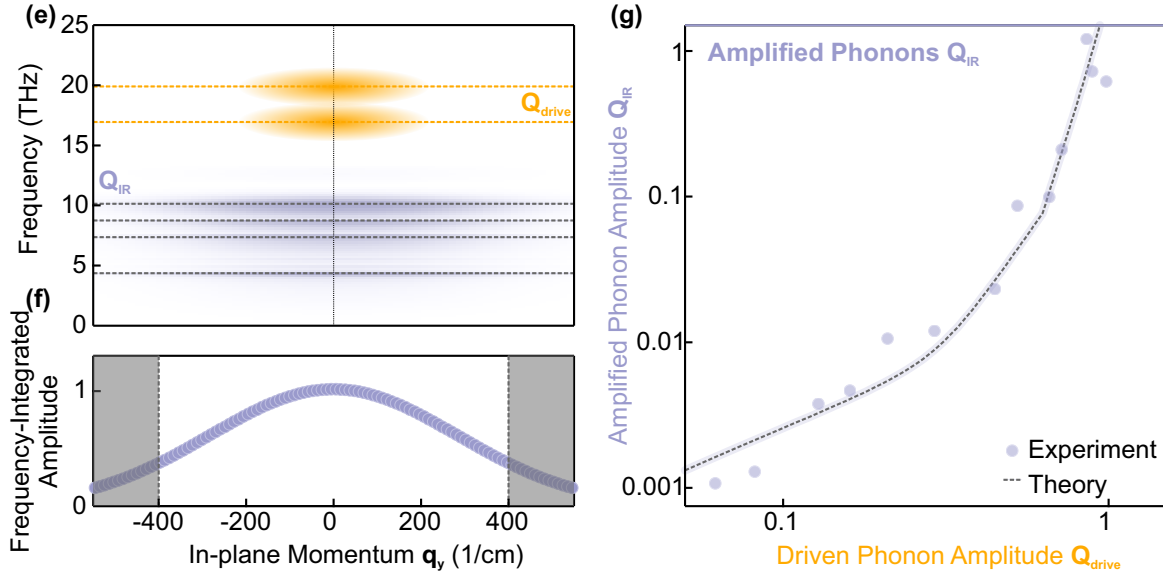 (e)
25
20
15
10
5
0
Frequency (THz)
Q_drive
Q_IR
(f)
1
0
Frequency-Integrated
Amplitude
-400
-200
0
200
400
In-plane Momentum q_y (1/cm)
(g)
Amplified Phonons Q_IR
1
0.1
0.01
0.001
Amplified Phonon Amplitude Q_IR
Experiment
Theory
0.1
1
Driven Phonon Amplitude Q_drive